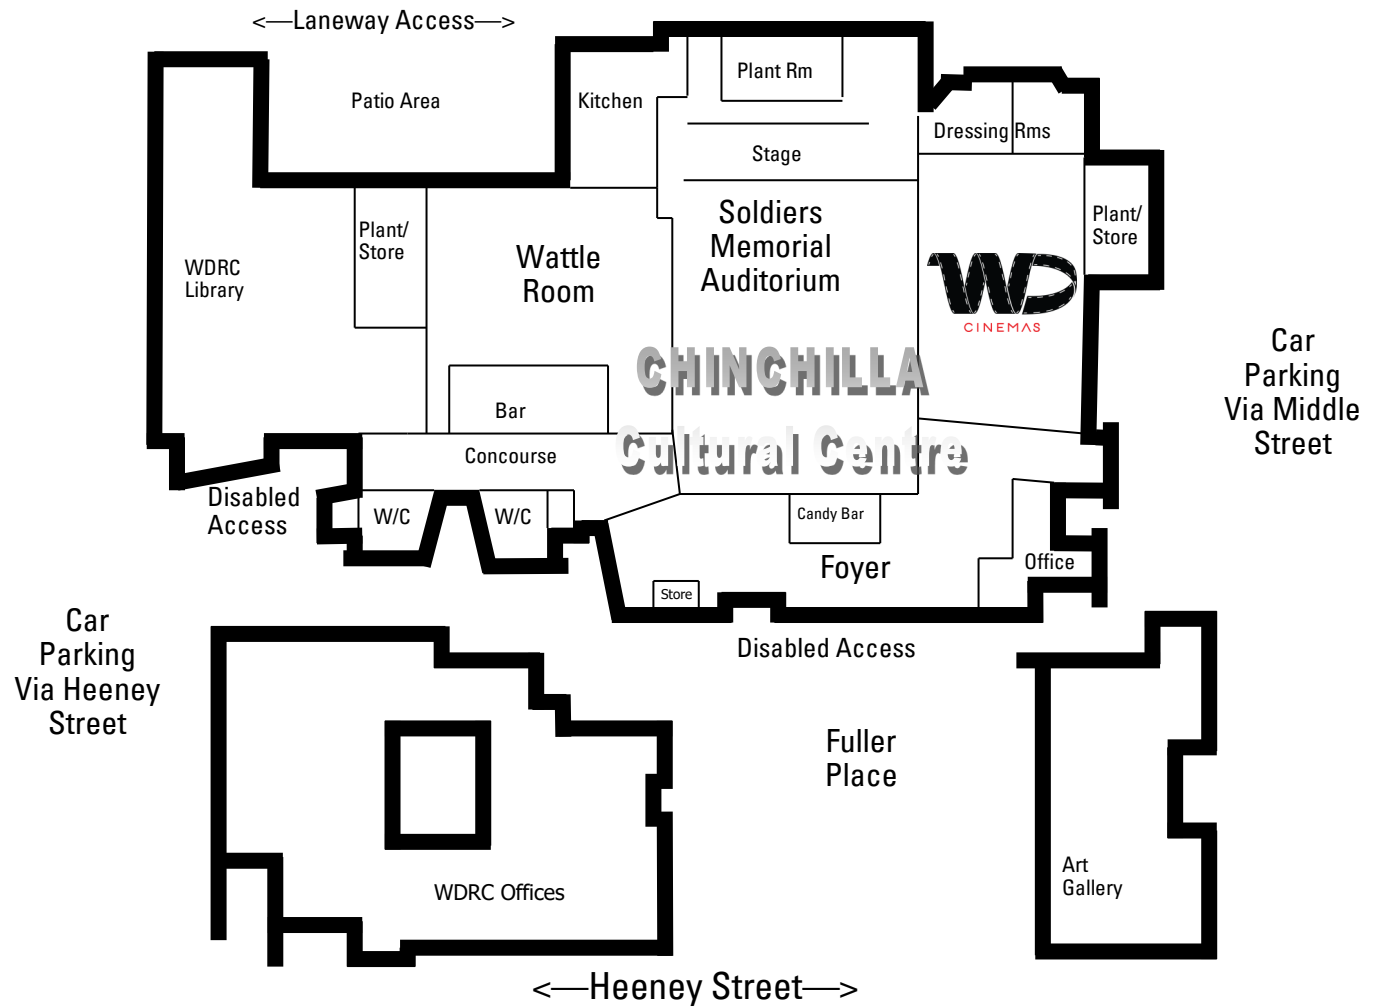 <—Laneway Access—>
Plant Rm
Patio Area
Kitchen
Dressing Rms
Stage
Soldiers
Memorial
Auditorium
Plant/
Store
Plant/
Store
Wattle
Room
WDRC
Library
WD
CINEMAS
Car
Parking
Via Middle
Street
CHINCHILLA
Cultural Centre
Bar
Concourse
Disabled
Access
W/C
W/C
Candy Bar
Foyer
Office
Store
Disabled Access
Car
Parking
Via Heeney
Street
Fuller
Place
WDRC Offices
Art
Gallery
<—Heeney Street—>